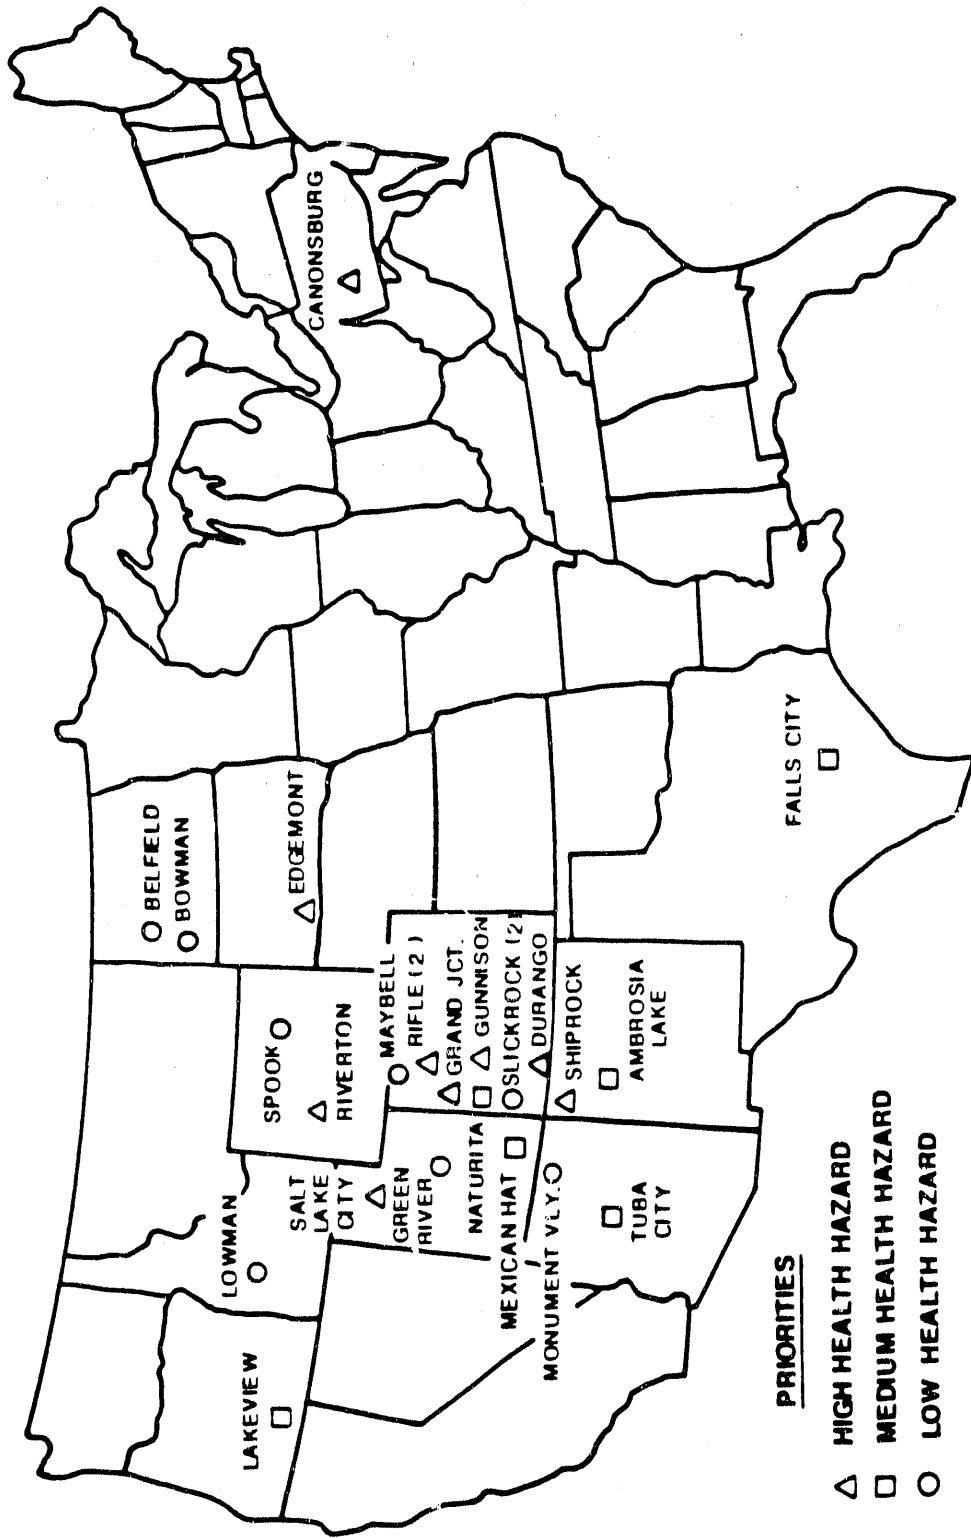 LAKEVIEW
LOWMAN
SALT
LAKE
CITY
GREEN
RIVER
NATURITA
MEXICAN HAT
MONUMENT VLY.
TUBA
CITY
SPOOK
RIVERTON
MAYBELL
RIFLE (2)
GRAND JCT.
GUNNISON
SLICKROCK (2)
DURANGO
SHIPROCK
AMBROSIA
LAKE
BELFIELD
BOWMAN
EDGEMONT
FALLS CITY
CANONSBURG
PRIORITIES
HIGH HEALTH HAZARD
MEDIUM HEALTH HAZARD
LOW HEALTH HAZARD